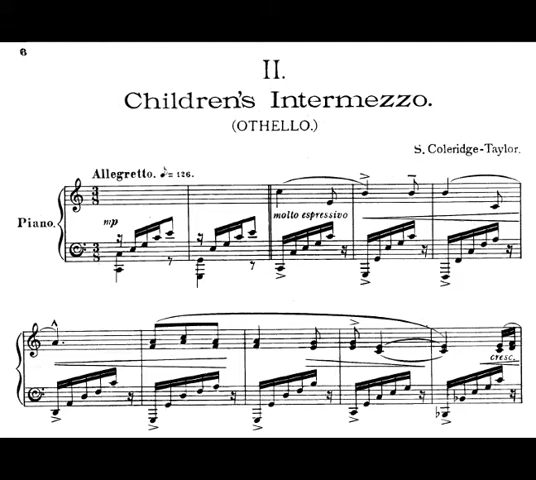 6
II.
Children's Intermezzo.
(OTHELLO.)
S. Coleridge-Taylor.
Allegretto. ♪= 126.
Piano.
mp
molto espressivo
cresc.